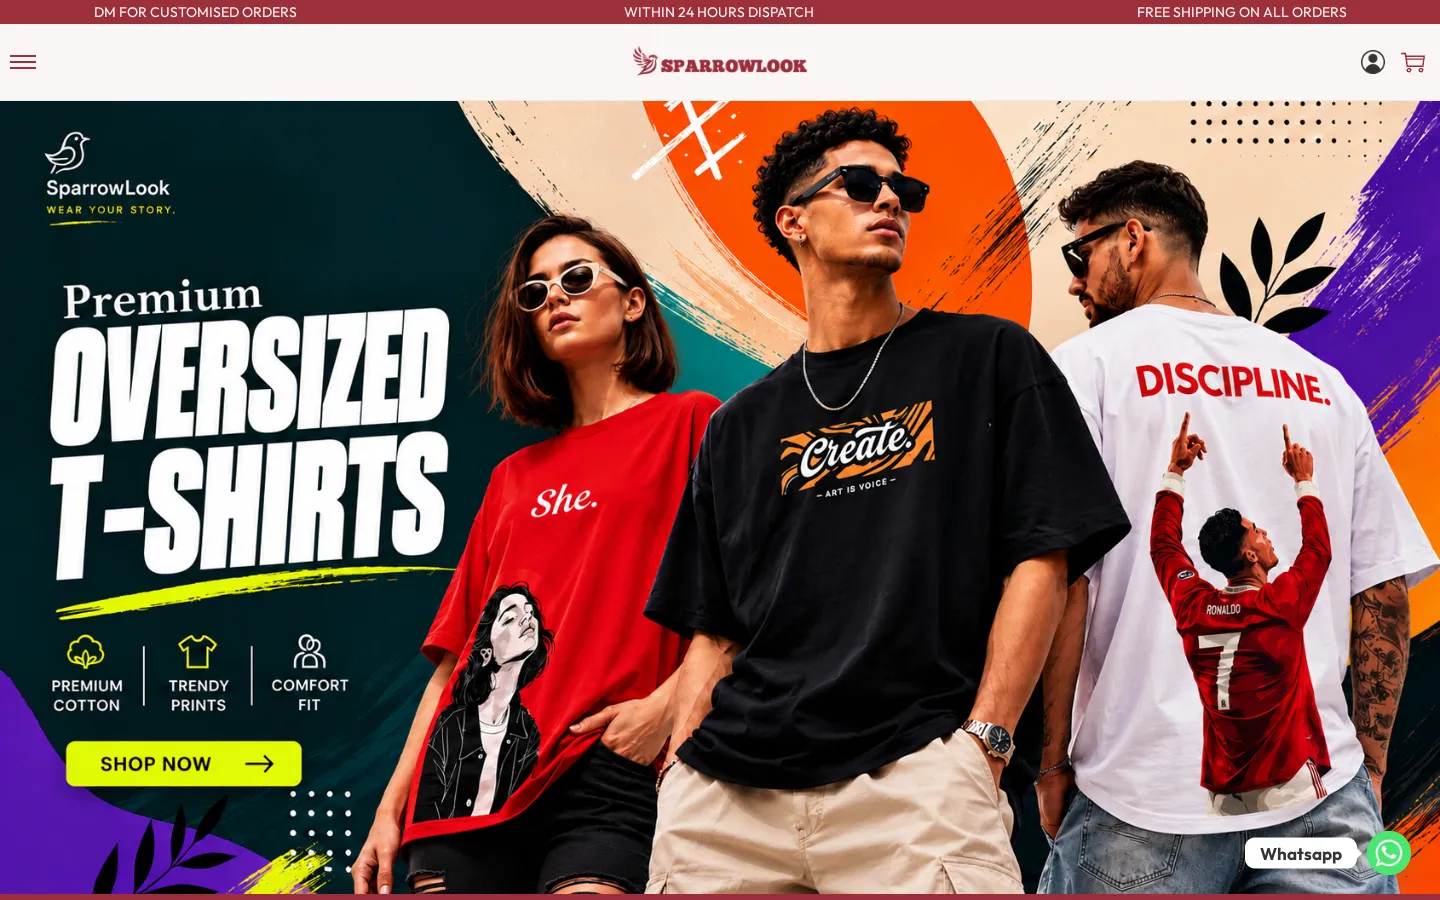 DM FOR CUSTOMISED ORDERS
WITHIN 24 HOURS DISPATCH
FREE SHIPPING ON ALL ORDERS
SPARROWLOOK
SparrowLook
WEAR YOUR STORY.
Premium
OVERSIZED
T-SHIRTS
PREMIUM
COTTON
TRENDY
PRINTS
COMFORT
FIT
SHOP NOW
She.
Create.
– ART IS VOICE –
DISCIPLINE.
RONALDO
7
Whatsapp